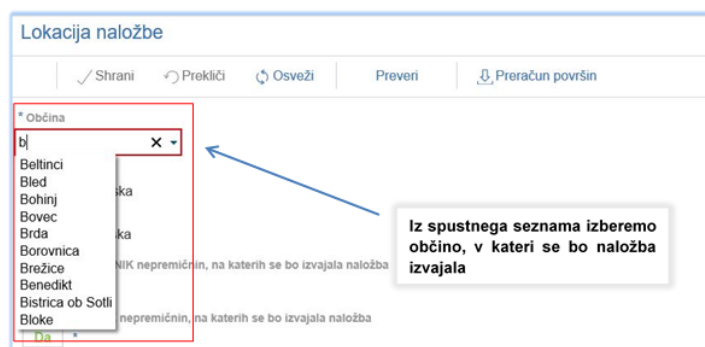 Lokacija naložbe
Shrani Prekliči Osveži Preveri Preračun površin
* Občina
b
Beltinci
Bled
Bohinj
Bovec
Brda
Borovnica
Brežice
Benedikt
Bistrica ob Sotli
Bloke
ska
ka
NIK nepremičnin, na katerih se bo izvajala naložba
nepremičnin, na katerih se bo izvajala naložba
Da *
Iz spustnega seznama izberemo
občino, v kateri se bo naložba
izvajala